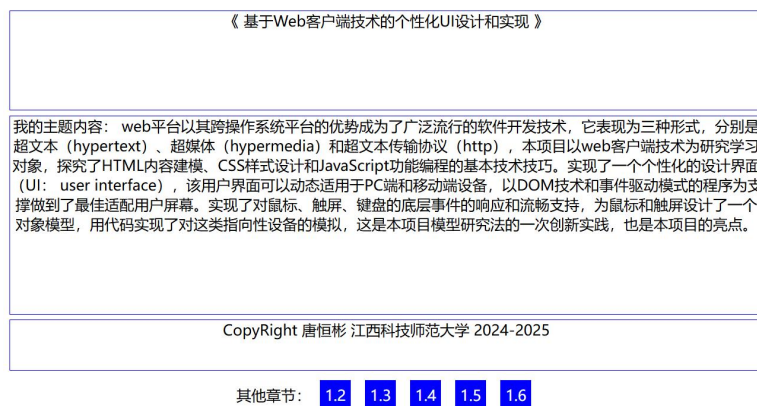 《 基于Web客户端技术的个性化UI设计和实现 》
我的主题内容： web平台以其跨操作系统平台的优势成为了广泛流行的软件开发技术，它表现为三种形式，分别是
超文本（hypertext）、超媒体（hypermedia）和超文本传输协议（http），本项目以web客户端技术为研究学习
对象，探究了HTML内容建模、CSS样式设计和JavaScript功能编程的基本技术技巧。实现了一个个性化的设计界面
（UI： user interface），该用户界面可以动态适用于PC端和移动端设备，以DOM技术和事件驱动模式的程序为支
撑做到了最佳适配用户屏幕。实现了对鼠标、触屏、键盘的底层事件的响应和流畅支持，为鼠标和触屏设计了一个
对象模型，用代码实现了对这类指向性设备的模拟，这是本项目模型研究法的一次创新实践，也是本项目的亮点。
CopyRight 唐恒彬 江西科技师范大学 2024-2025
其他章节： 1.2 1.3 1.4 1.5 1.6